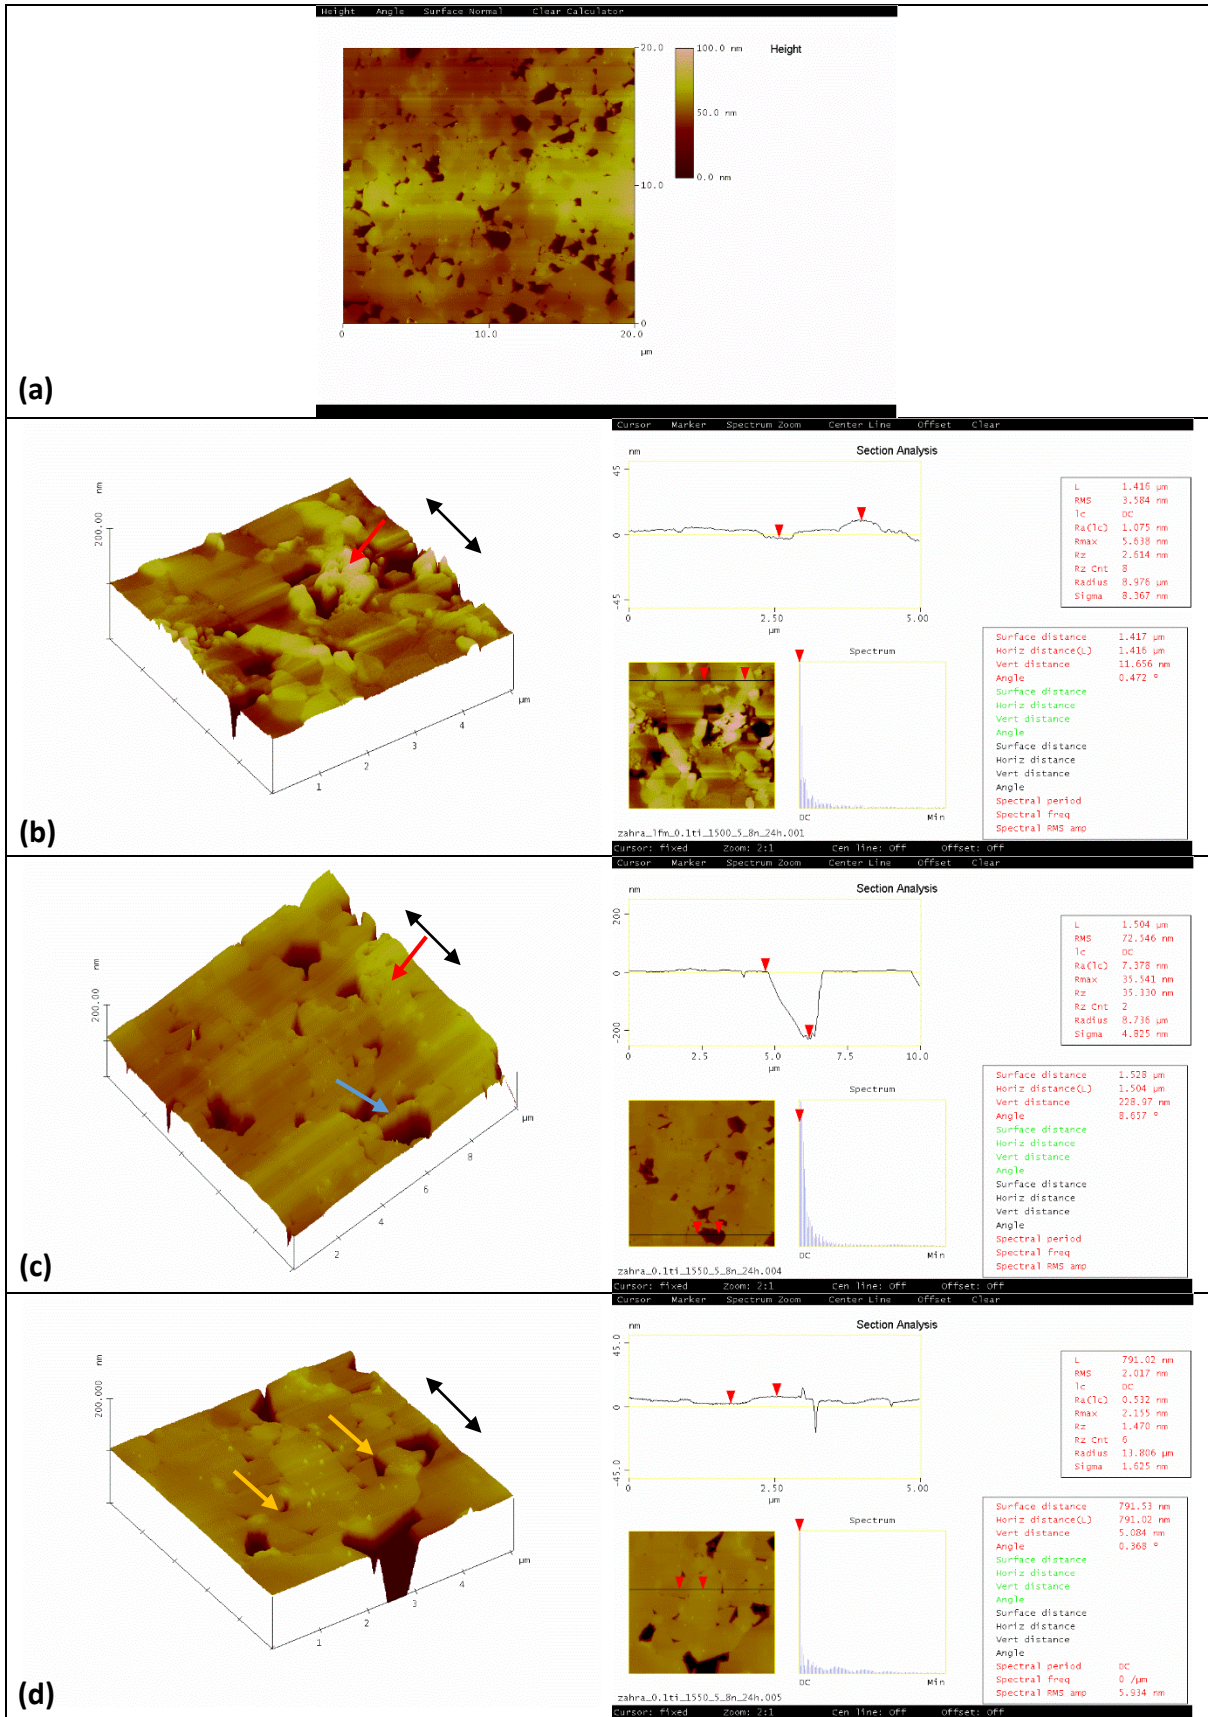 Height Angle Surface Normal Clear Calculator
20.0
100.0 nm
Height
50.0 nm
10.0
0.0 nm
0
0
10.0
20.0
µm
(a)
Cursor Marker Spectrum Zoom Center Line Offset Clear
nm
Section Analysis
45
0
-45
0
2.50
5.00
µm
L 1.416 µm
RMS 3.584 nm
lc DC
Ra(lc) 1.075 nm
Rmax 5.638 nm
Rz 2.614 nm
Rz Cnt 8
Radius 8.976 µm
Sigma 8.367 nm
nm
200.00
µm
4
3
2
1
Surface distance 1.417 µm
Horiz distance(L) 1.416 µm
Vert distance 11.656 nm
Angle 0.472 °
Surface distance
Horiz distance
Vert distance
Angle
Surface distance
Horiz distance
Vert distance
Angle
Spectral period
Spectral freq
Spectral RMS amp
Spectrum
DC
Min
zahra_lfm_0.1ti_1500_5_8n_24h.001
Cursor: fixed Zoom: 2:1 Cen line: Off Offset: Off
(b)
Cursor Marker Spectrum Zoom Center Line Offset Clear
nm
Section Analysis
200
0
-200
0
2.5
5.0
7.5
10.0
µm
L 1.504 µm
RMS 72.546 nm
lc DC
Ra(lc) 7.378 nm
Rmax 35.541 nm
Rz 35.330 nm
Rz Cnt 2
Radius 8.736 µm
Sigma 4.825 nm
nm
200.00
µm
8
6
4
2
Surface distance 1.528 µm
Horiz distance(L) 1.504 µm
Vert distance 228.97 nm
Angle 8.657 °
Surface distance
Horiz distance
Vert distance
Angle
Surface distance
Horiz distance
Vert distance
Angle
Spectral period
Spectral freq
Spectral RMS amp
Spectrum
DC
Min
zahra_0.1ti_1550_5_8n_24h.004
Cursor: fixed Zoom: 2:1 Cen line: Off Offset: Off
(c)
Cursor Marker Spectrum Zoom Center Line Offset Clear
nm
Section Analysis
45.0
0
-45.0
0
2.50
5.00
µm
L 791.02 nm
RMS 2.017 nm
lc DC
Ra(lc) 0.532 nm
Rmax 2.155 nm
Rz 1.470 nm
Rz Cnt 6
Radius 13.806 µm
Sigma 1.625 nm
nm
200.000
µm
4
3
2
1
Surface distance 791.53 nm
Horiz distance(L) 791.02 nm
Vert distance 5.084 nm
Angle 0.368 °
Surface distance
Horiz distance
Vert distance
Angle
Surface distance
Horiz distance
Vert distance
Angle
Spectral period DC
Spectral freq 0 /µm
Spectral RMS amp 5.934 nm
Spectrum
DC
Min
zahra_0.1ti_1550_5_8n_24h.005
Cursor: fixed Zoom: 2:1 Cen line: Off Offset: Off
(d)